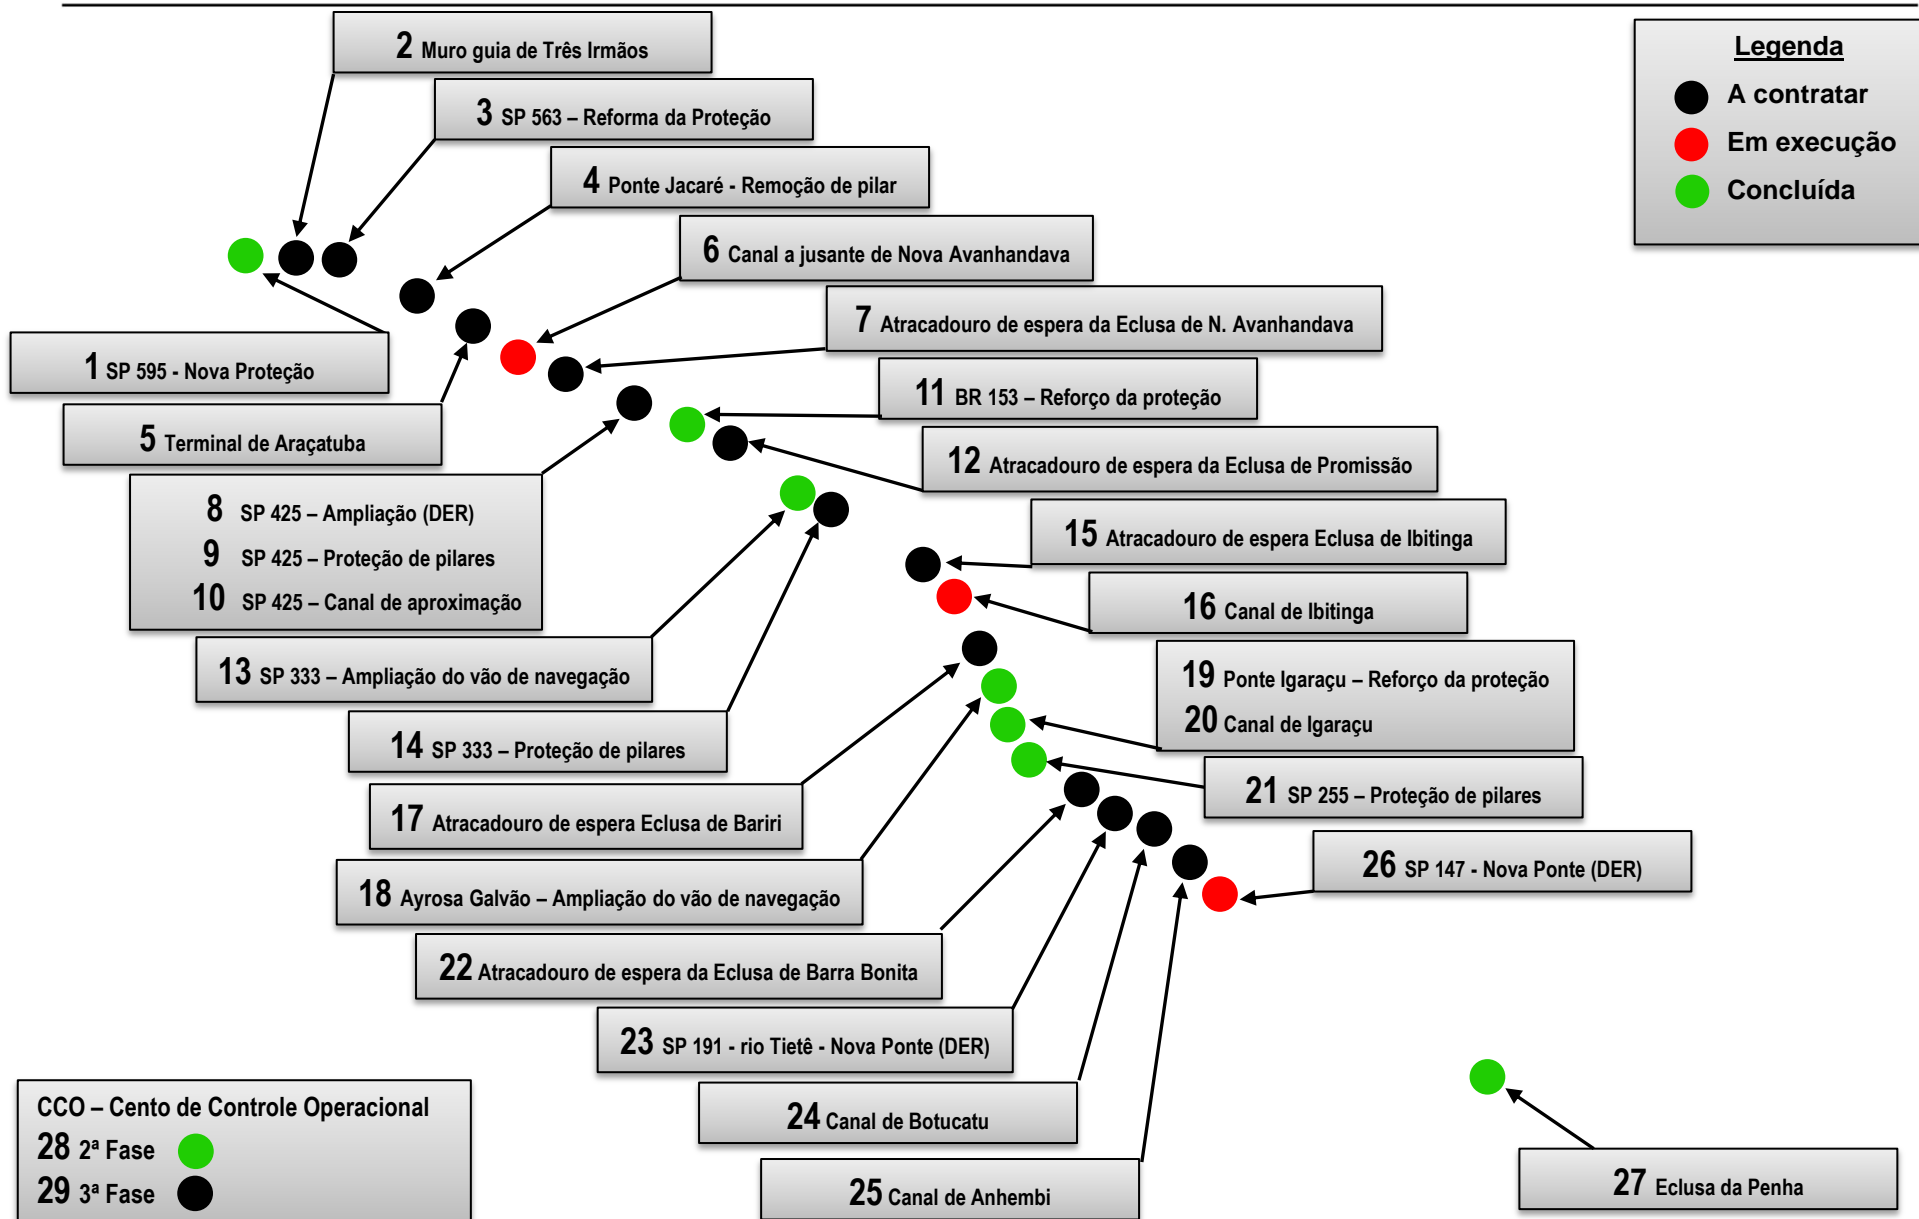 2 Muro guia de Três Irmãos
Legenda
A contratar
Em execução
Concluída
3 SP 563 – Reforma da Proteção
4 Ponte Jacaré - Remoção de pilar
6 Canal a jusante de Nova Avanhandava
7 Atracadouro de espera da Eclusa de N. Avanhandava
1 SP 595 - Nova Proteção
11 BR 153 – Reforço da proteção
5 Terminal de Araçatuba
12 Atracadouro de espera da Eclusa de Promissão
8 SP 425 – Ampliação (DER)
9 SP 425 – Proteção de pilares
10 SP 425 – Canal de aproximação
15 Atracadouro de espera Eclusa de Ibitinga
16 Canal de Ibitinga
13 SP 333 – Ampliação do vão de navegação
19 Ponte Igaraçu – Reforço da proteção
20 Canal de Igaraçu
14 SP 333 – Proteção de pilares
21 SP 255 – Proteção de pilares
17 Atracadouro de espera Eclusa de Bariri
26 SP 147 - Nova Ponte (DER)
18 Ayrosa Galvão – Ampliação do vão de navegação
22 Atracadouro de espera da Eclusa de Barra Bonita
23 SP 191 - rio Tietê - Nova Ponte (DER)
24 Canal de Botucatu
CCO – Cento de Controle Operacional
28 2ª Fase
29 3ª Fase
25 Canal de Anhembi
27 Eclusa da Penha